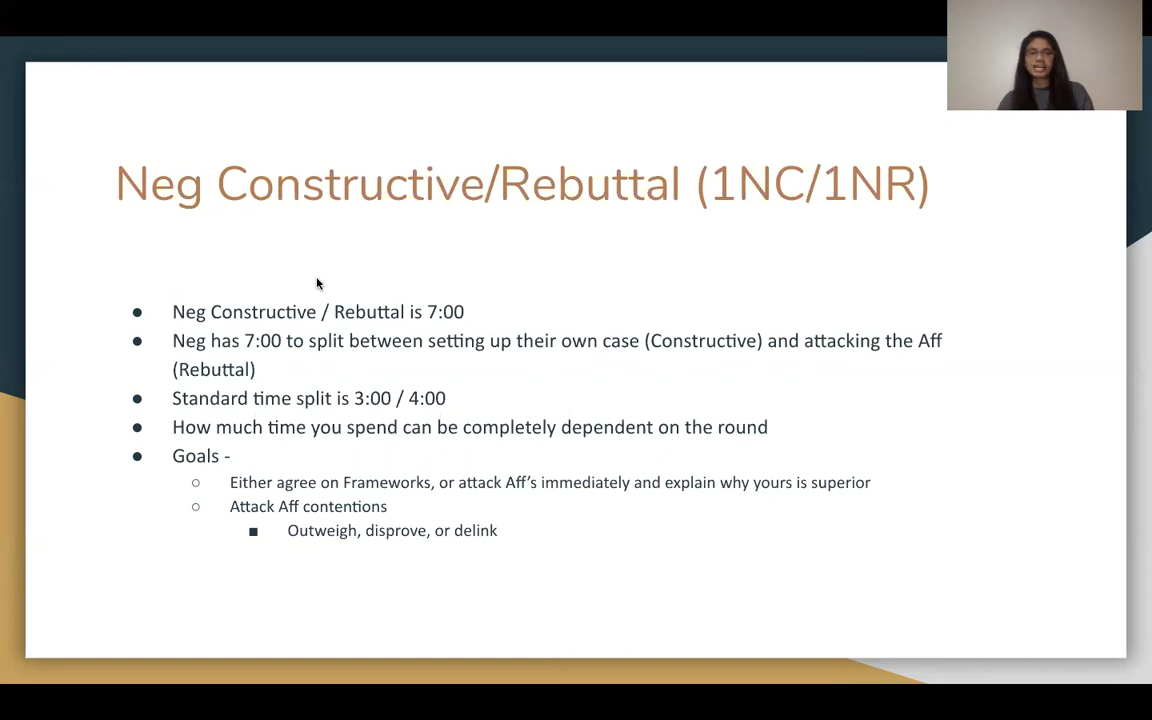 Neg Constructive/Rebuttal (1NC/1NR)
● Neg Constructive / Rebuttal is 7:00
● Neg has 7:00 to split between setting up their own case (Constructive) and attacking the Aff
(Rebuttal)
● Standard time split is 3:00 / 4:00
● How much time you spend can be completely dependent on the round
● Goals -
○ Either agree on Frameworks, or attack Aff's immediately and explain why yours is superior
○ Attack Aff contentions
■ Outweigh, disprove, or delink